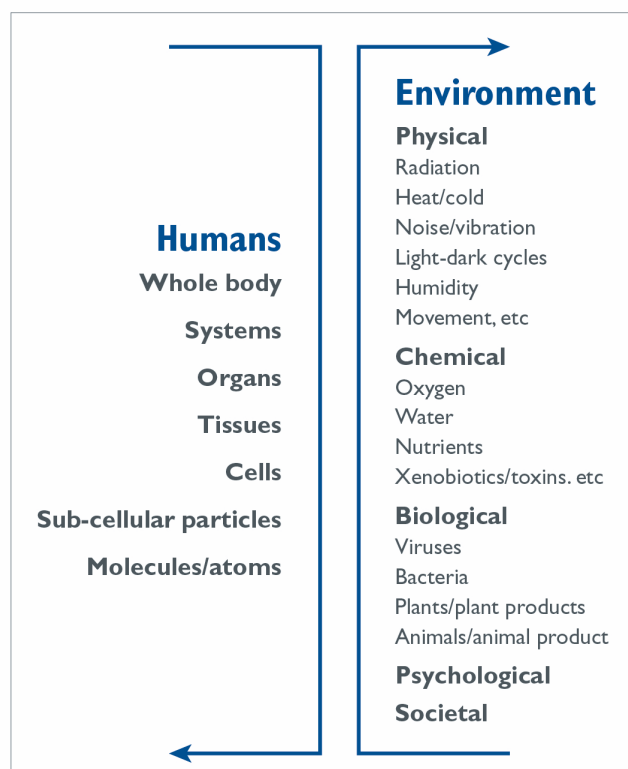 Humans
Whole body
Systems
Organs
Tissues
Cells
Sub-cellular particles
Molecules/atoms
Environment
Physical
Radiation
Heat/cold
Noise/vibration
Light-dark cycles
Humidity
Movement, etc
Chemical
Oxygen
Water
Nutrients
Xenobiotics/toxins. etc
Biological
Viruses
Bacteria
Plants/plant products
Animals/animal product
Psychological
Societal